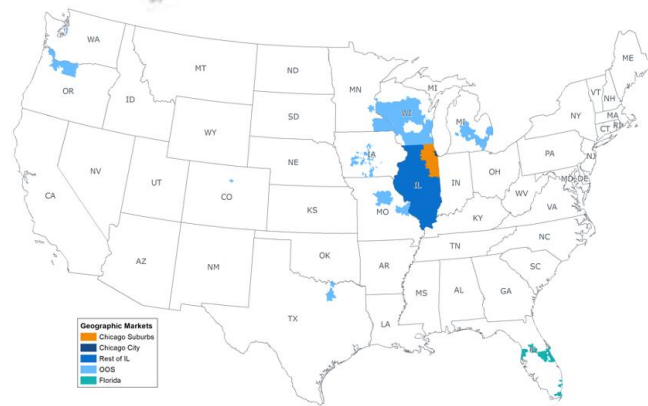 WA
MT
ND
MN
MI
ME
VT
NH
OR
ID
SD
WI
MI
NY
MA
CT
RI
WY
IA
PA
NJ
NE
OH
MD
DE
NV
UT
CO
IL
IN
WV
VA
CA
KS
MO
KY
NC
TN
OK
AR
SC
AZ
NM
MS
AL
GA
TX
LA
FL
Geographic Markets
Chicago Suburbs
Chicago City
Rest of IL
OOS
Florida